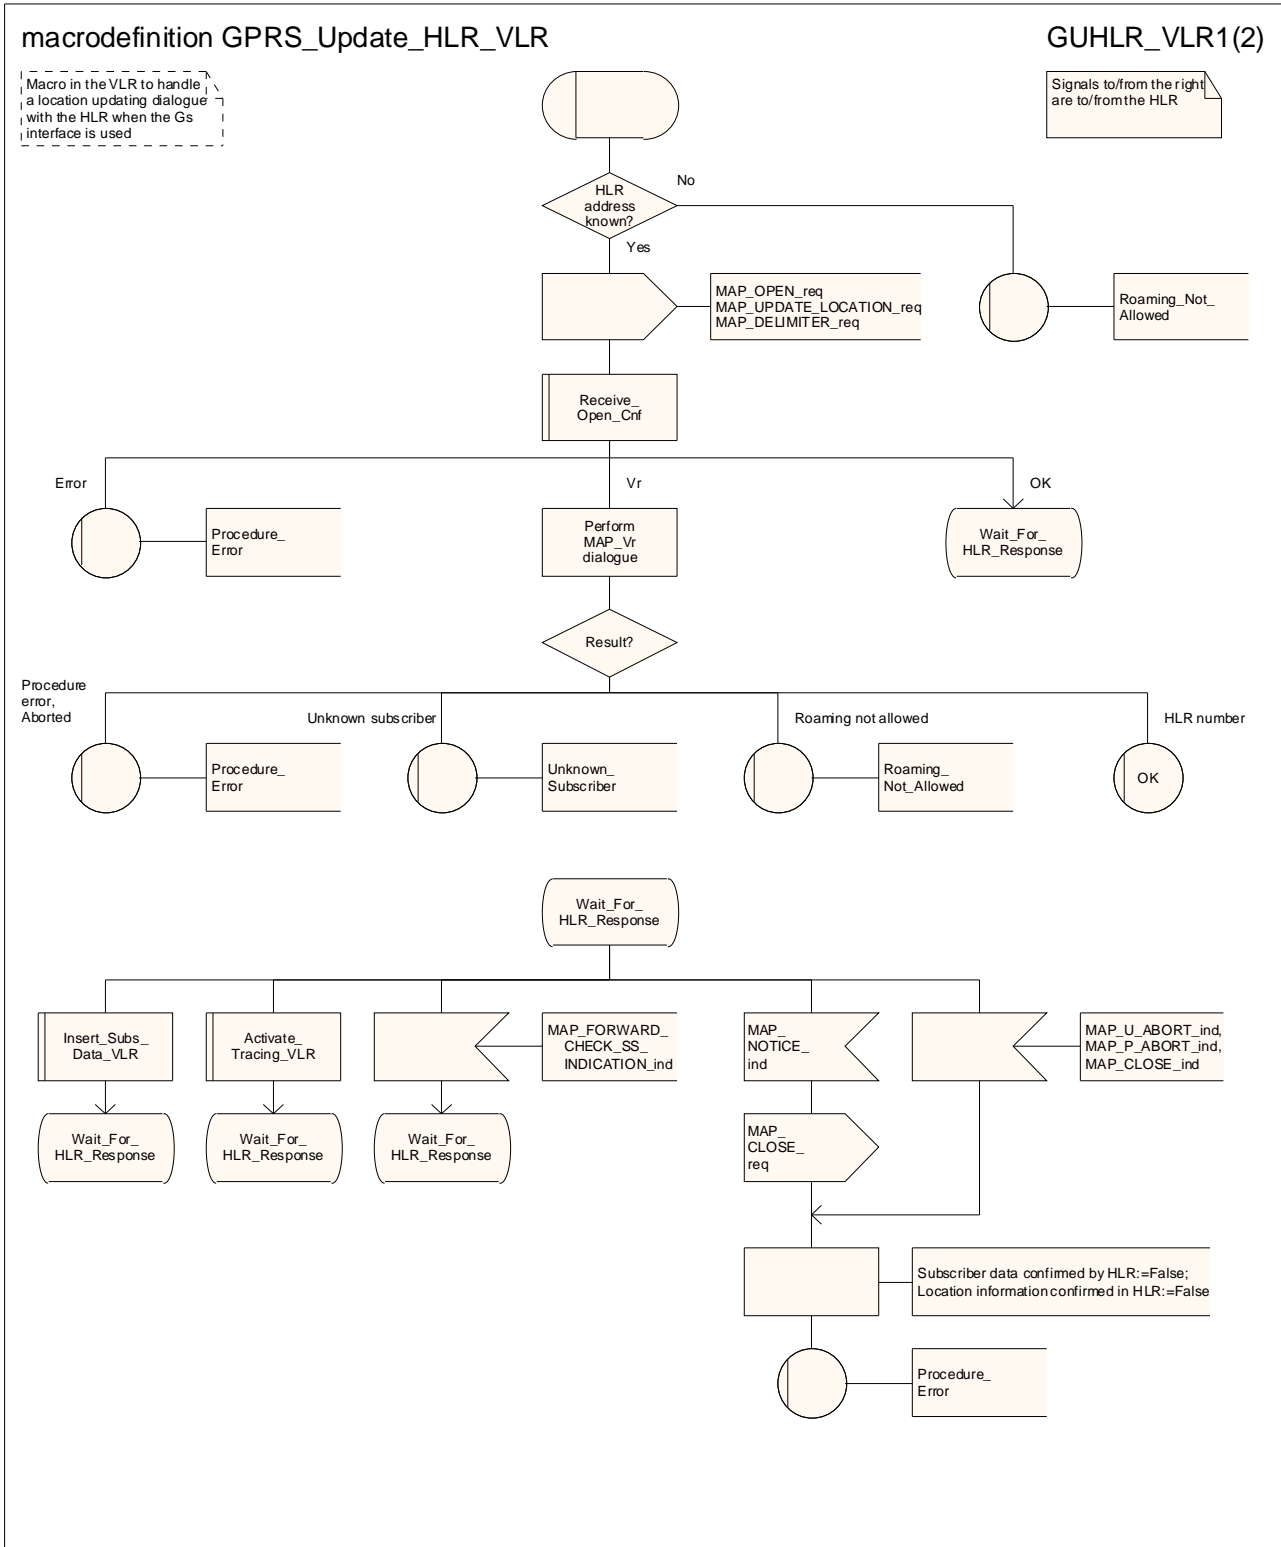 macrodefinition GPRS_Update_HLR_VLR
GUHLR_VLR1(2)
Macro in the VLR to handle
a location updating dialogue
with the HLR when the Gs
interface is used
Signals to/from the right
are to/from the HLR
HLR
address
known?
No
Yes
MAP_OPEN_req
MAP_UPDATE_LOCATION_req
MAP_DELIMITER_req
Roaming_Not_
Allowed
Receive_
Open_Cnf
Error
Vr
OK
Procedure_
Error
Perform
MAP_Vr
dialogue
Wait_For_
HLR_Response
Result?
Procedure
error,
Aborted
Unknown subscriber
Roaming not allowed
HLR number
Procedure_
Error
Unknown_
Subscriber
Roaming_
Not_Allowed
OK
Wait_For_
HLR_Response
Insert_Subs_
Data_VLR
Activate_
Tracing_VLR
MAP_FORWARD_
CHECK_SS_
INDICATION_ind
MAP_
NOTICE_
ind
MAP_U_ABORT_ind,
MAP_P_ABORT_ind,
MAP_CLOSE_ind
Wait_For_
HLR_Response
Wait_For_
HLR_Response
Wait_For_
HLR_Response
MAP_
CLOSE_
req
Subscriber data confirmed by HLR:=False;
Location information confirmed in HLR:=False
Procedure_
Error